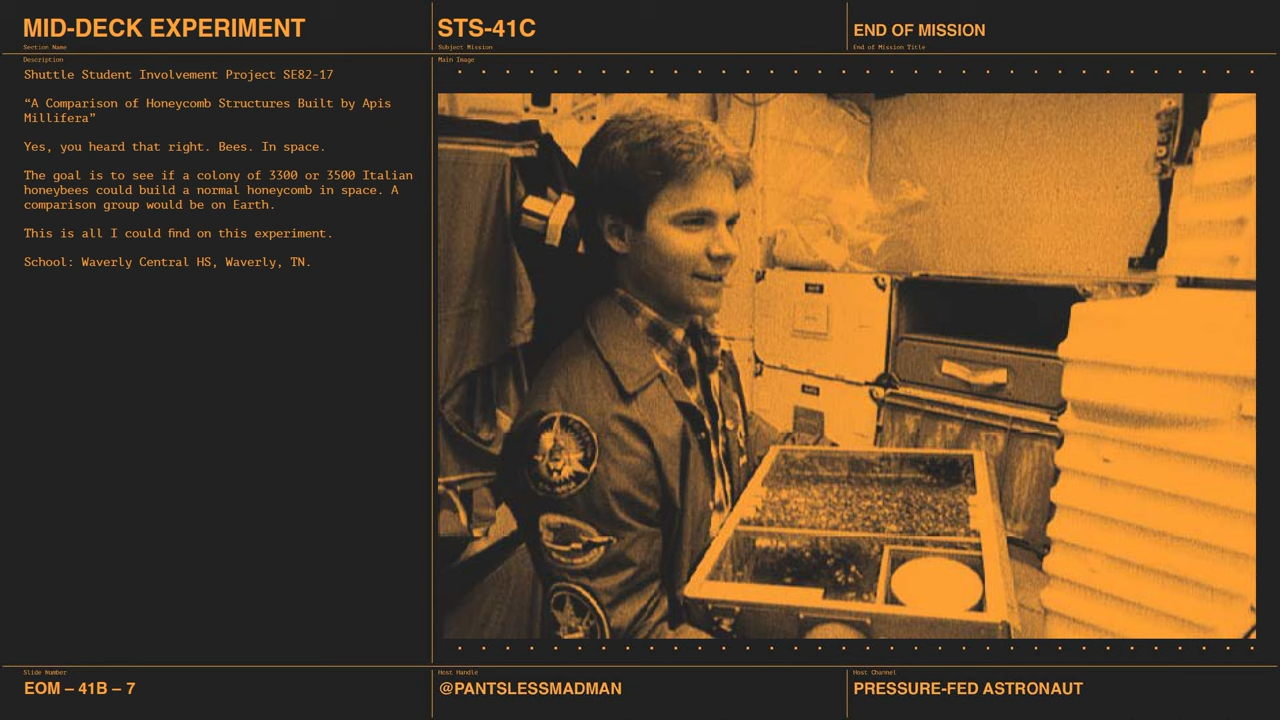 MID-DECK EXPERIMENT
Section Name
STS-41C
Subject Mission
END OF MISSION
End of Mission Title
Description
Shuttle Student Involvement Project SE82-17
“A Comparison of Honeycomb Structures Built by Apis
Millifera”
Yes, you heard that right. Bees. In space.
The goal is to see if a colony of 3300 or 3500 Italian
honeybees could build a normal honeycomb in space. A
comparison group would be on Earth.
This is all I could find on this experiment.
School: Waverly Central HS, Waverly, TN.
Main Image
Slide Number
EOM – 41B – 7
Host Handle
@PANTSLESSMADMAN
Host Channel
PRESSURE-FED ASTRONAUT